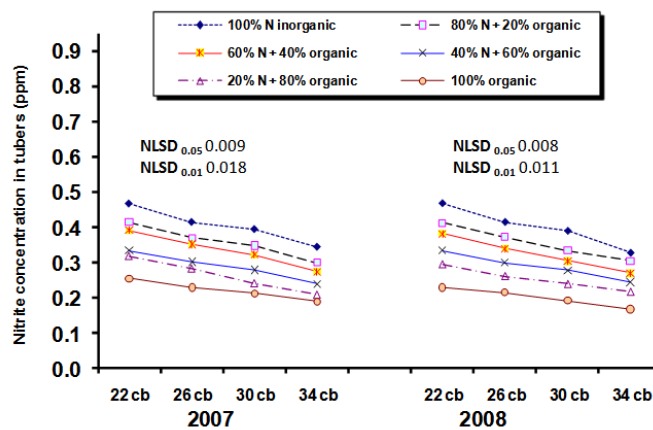 100% N inorganic
80% N + 20% organic
60% N + 40% organic
40% N + 60% organic
20% N + 80% organic
100% organic
Nitrite concentration in tubers (ppm)
0.9
0.8
0.7
0.6
0.5
0.4
0.3
0.2
0.1
0.0
NLSD 0.05 0.009
NLSD 0.01 0.018
NLSD 0.05 0.008
NLSD 0.01 0.011
22 cb 26 cb 30 cb 34 cb 22 cb 26 cb 30 cb 34 cb
2007 2008